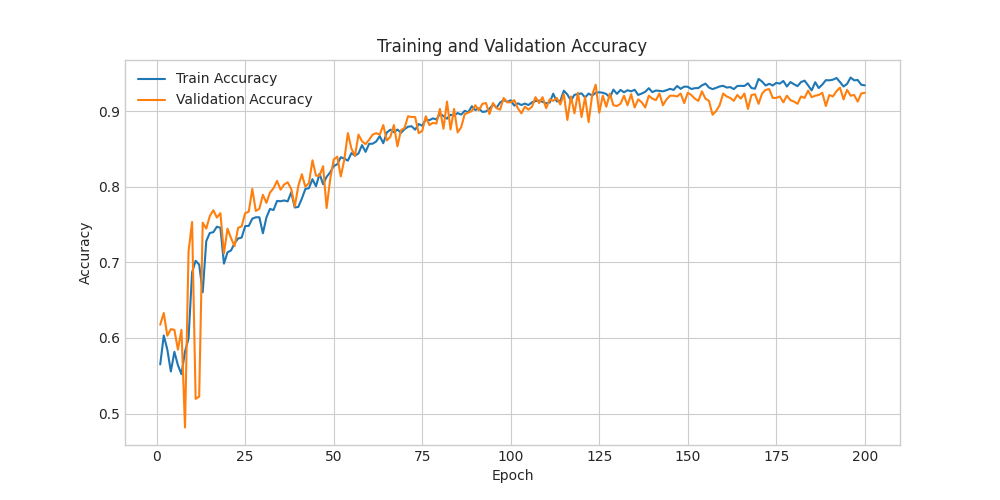 Training and Validation Accuracy
Train Accuracy
Validation Accuracy
0.9
0.8
0.7
0.6
0.5
Accuracy
0 25 50 75 100 125 150 175 200
Epoch